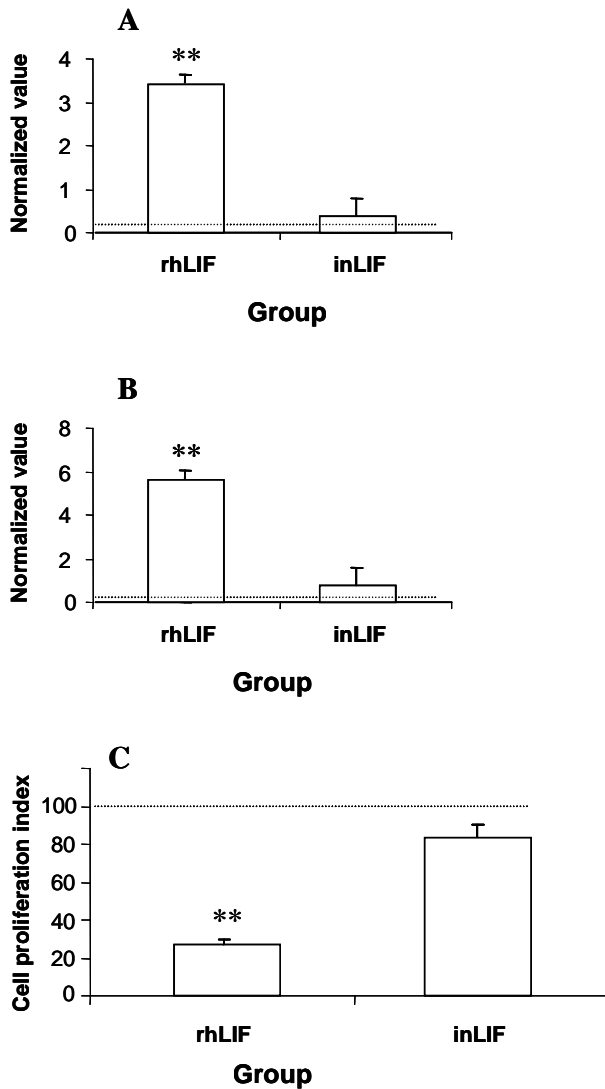 A
Normalized value
4
3
2
1
0
**
rhLIF
inLIF
Group
B
Normalized value
8
6
4
2
0
**
rhLIF
inLIF
Group
C
Cell proliferation index
100
80
60
40
20
0
**
rhLIF
inLIF
Group